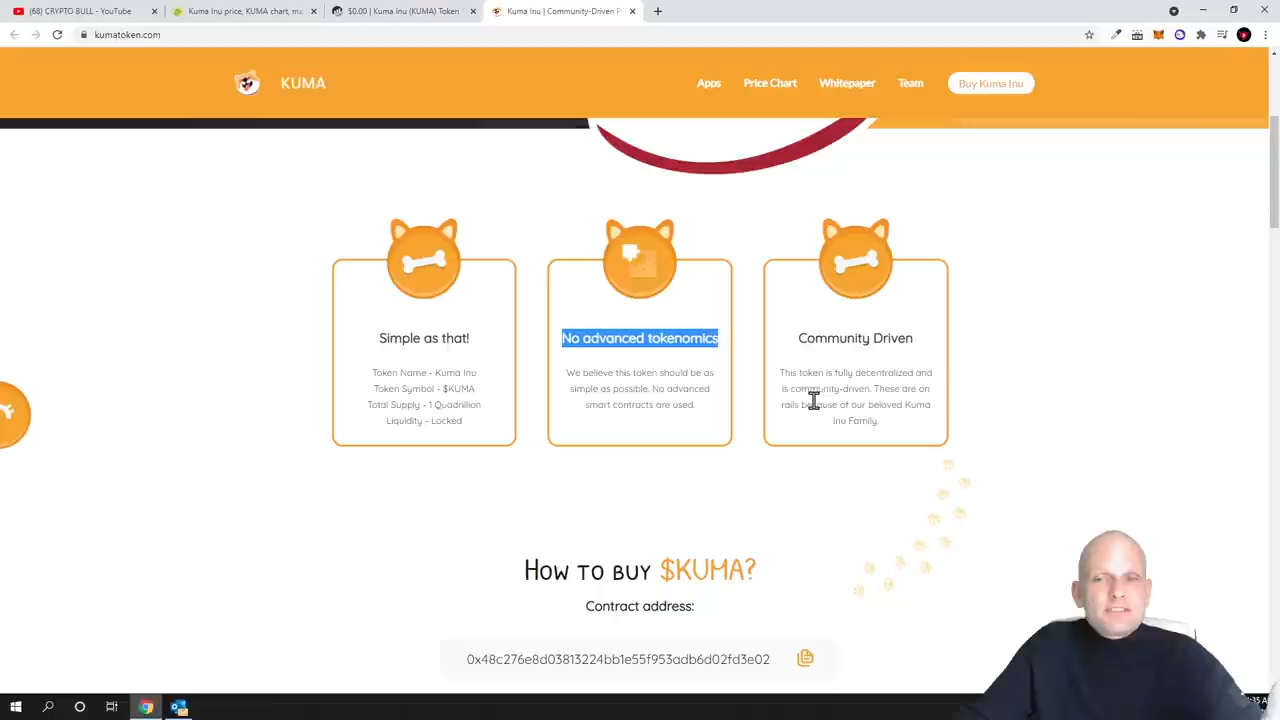 (68) CRYPTO BULL - YouTube
Kuma Inu price, KUMA chart, ma
$0.00 | Kuma Inu (KUMA) Token
Kuma Inu | Community-Driven
kumatoken.com
KUMA
Apps
Price Chart
Whitepaper
Team
Buy Kuma Inu
Simple as that!
Token Name - Kuma Inu
Token Symbol - $KUMA
Total Supply - 1 Quadrillion
Liquidity - Locked
No advanced tokenomics
We believe this token should be as
simple as possible. No advanced
smart contracts are used.
Community Driven
This token is fully decentralized and
is community-driven. These are on
rails because of our beloved Kuma
Inu Family.
How to buy $KUMA?
Contract address:
0x48c276e8d03813224bb1e55f953adb6d02fd3e02